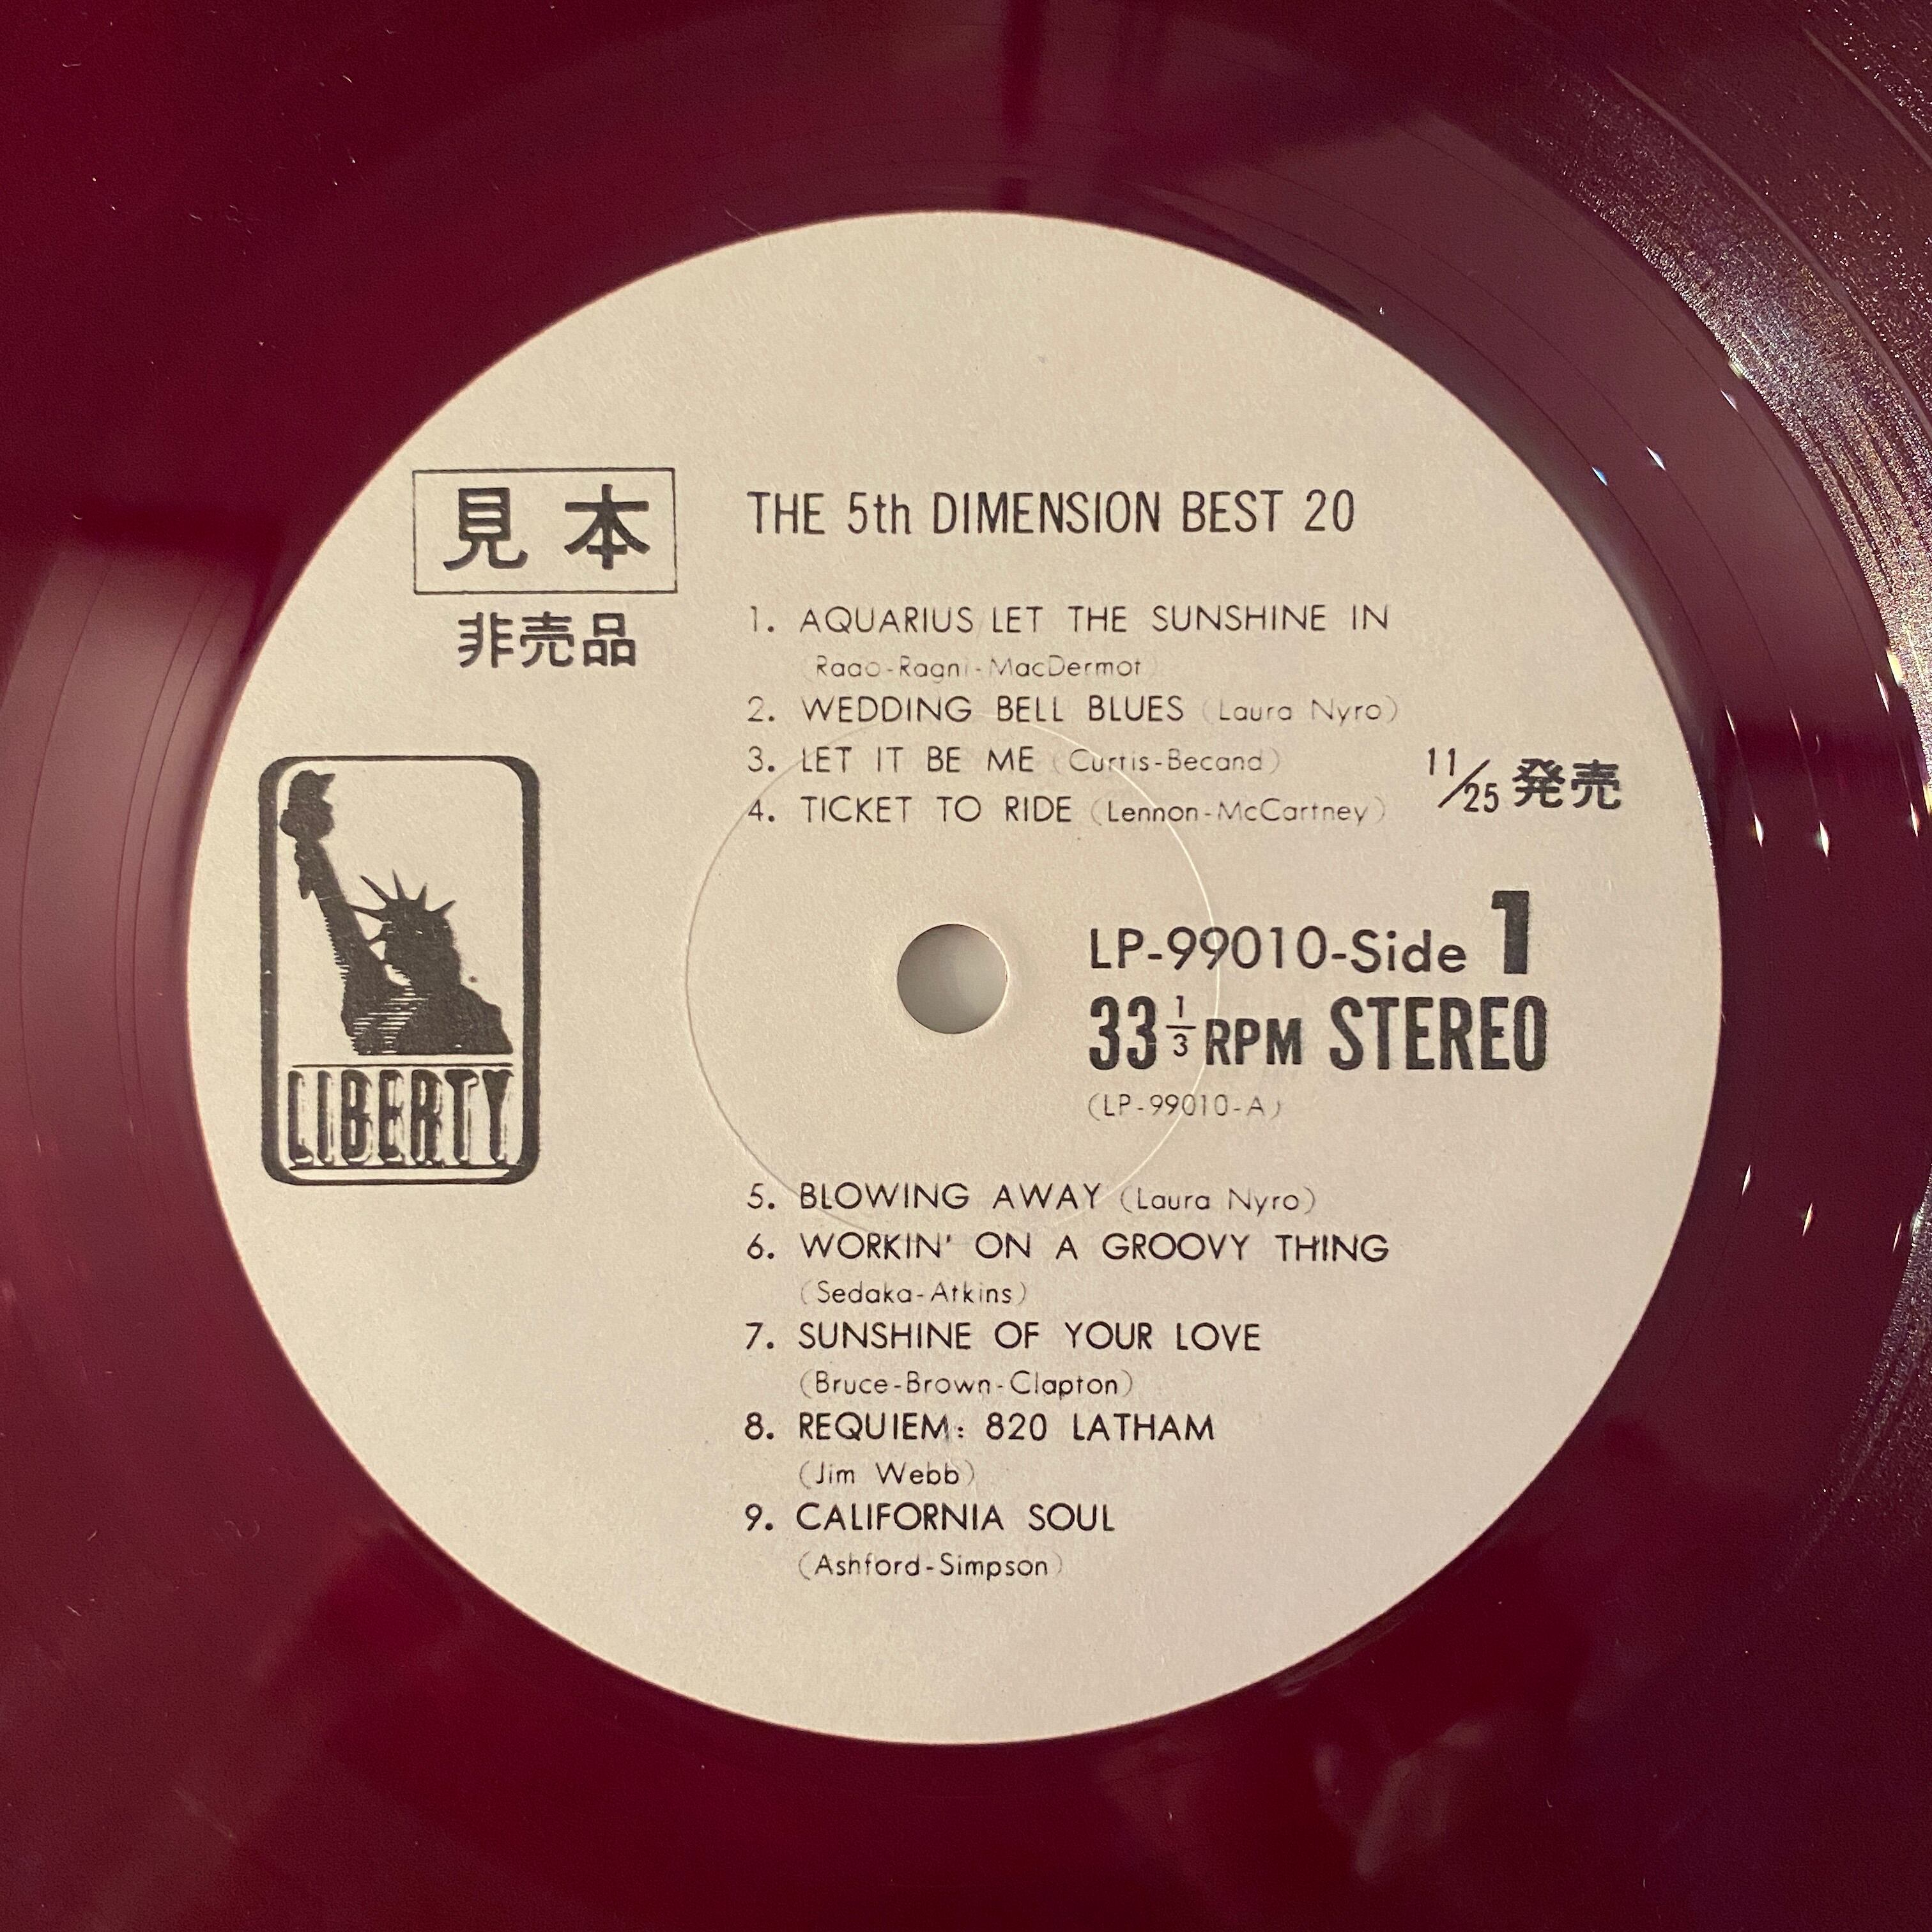 見本
非売品
THE 5th DIMENSION BEST 20
1. AQUARIUS/LET THE SUNSHINE IN
(Rado-Ragni-MacDermot)
2. WEDDING BELL BLUES (Laura Nyro)
3. LET IT BE ME (Curtis-Becand)
4. TICKET TO RIDE (Lennon-McCartney)
11/25 発売
LP-99010-Side 1
33 1/3 RPM STEREO
(LP-99010-A)
LIBERTY
5. BLOWING AWAY (Laura Nyro)
6. WORKIN' ON A GROOVY THING
(Sedaka-Atkins)
7. SUNSHINE OF YOUR LOVE
(Bruce-Brown-Clapton)
8. REQUIEM: 820 LATHAM
(Jim Webb)
9. CALIFORNIA SOUL
(Ashford-Simpson)